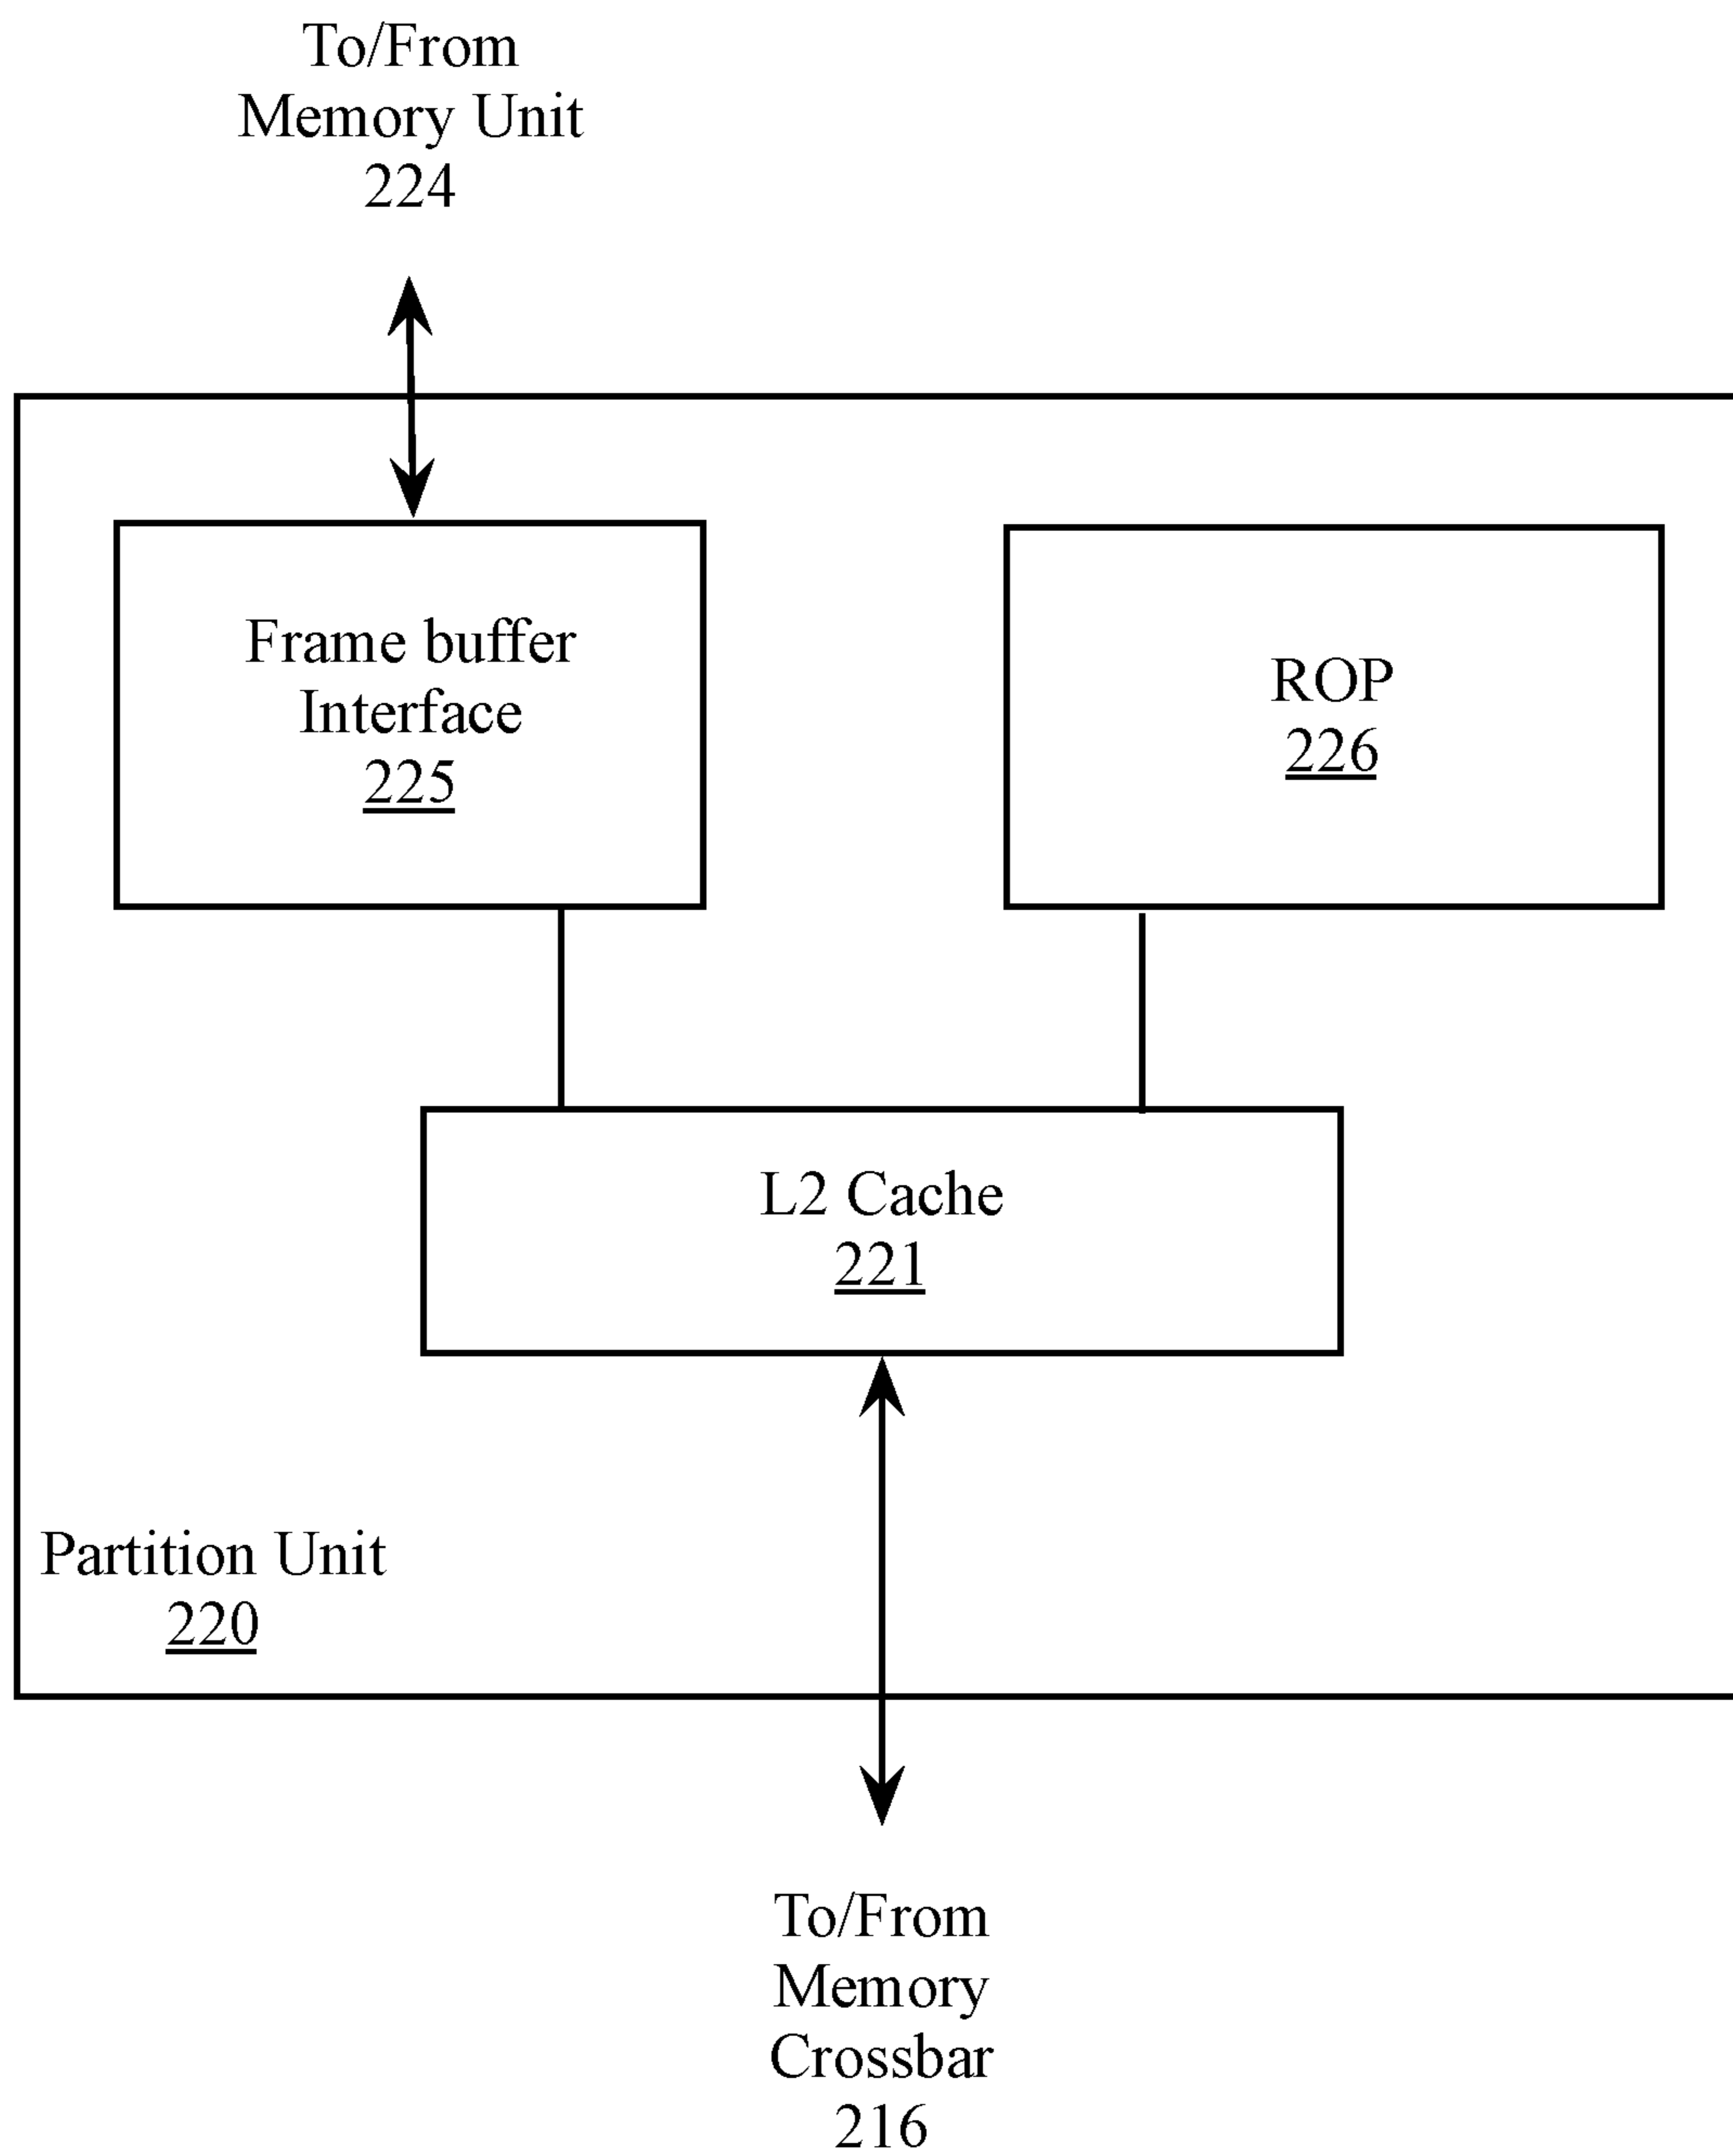 To/From
Memory Unit
224
Frame buffer
Interface
225
ROP
226
L2 Cache
221
Partition Unit
220
To/From
Memory
Crossbar
216